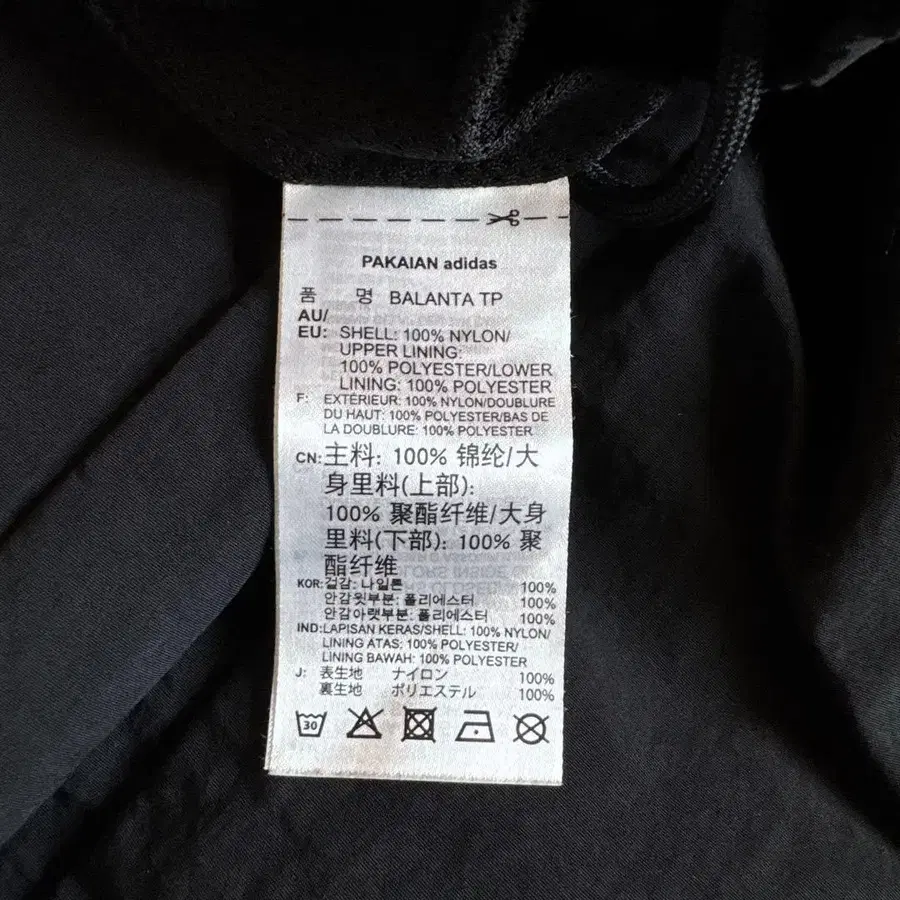 PAKAIAN adidas
품 명 BALANTA TP
AU/
EU: SHELL: 100% NYLON/
UPPER LINING:
100% POLYESTER/LOWER
LINING: 100% POLYESTER
F: EXTÉRIEUR: 100% NYLON/DOUBLURE
DU HAUT: 100% POLYESTER/BAS DE
LA DOUBLURE: 100% POLYESTER
CN: 主料: 100% 锦纶/大
身里料(上部):
100% 聚酯纤维/大身
里料(下部): 100% 聚
酯纤维
KOR: 겉감: 나일론 100%
안감윗부분: 폴리에스터 100%
안감아랫부분: 폴리에스터 100%
IND: LAPISAN KERAS/SHELL: 100% NYLON/
LINING ATAS: 100% POLYESTER/
LINING BAWAH: 100% POLYESTER
J: 表生地 ナイロン 100%
裏生地 ポリエステル 100%
30